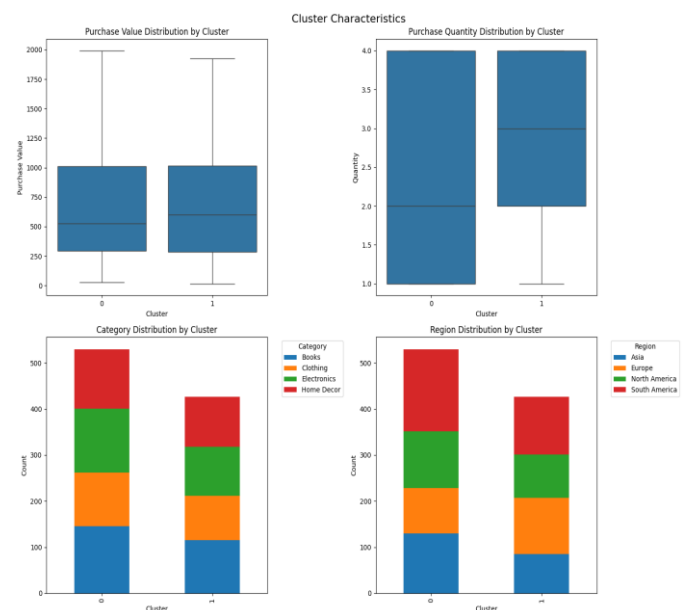 Cluster Characteristics
Purchase Value Distribution by Cluster
2000
1750
1500
1250
1000
750
500
250
0
Purchase Value
0
1
Cluster
Purchase Quantity Distribution by Cluster
4.0
3.5
3.0
2.5
2.0
1.5
1.0
Quantity
0
1
Cluster
Category Distribution by Cluster
500
400
300
200
100
0
Count
0
1
Cluster
Category
Books
Clothing
Electronics
Home Decor
Region Distribution by Cluster
500
400
300
200
100
0
Count
0
1
Cluster
Region
Asia
Europe
North America
South America